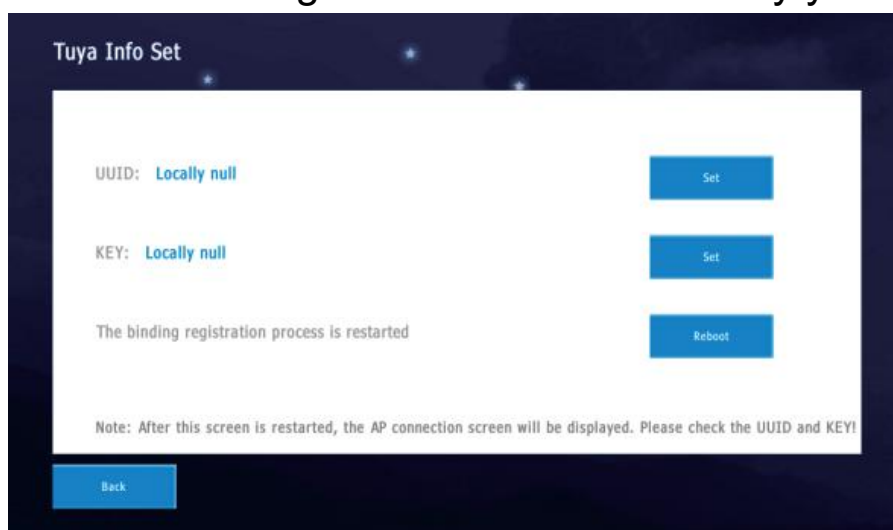 Tuya Info Set
UUID: Locally null
Set
KEY: Locally null
Set
The binding registration process is restarted
Reboot
Note: After this screen is restarted, the AP connection screen will be displayed. Please check the UUID and KEY!
Back